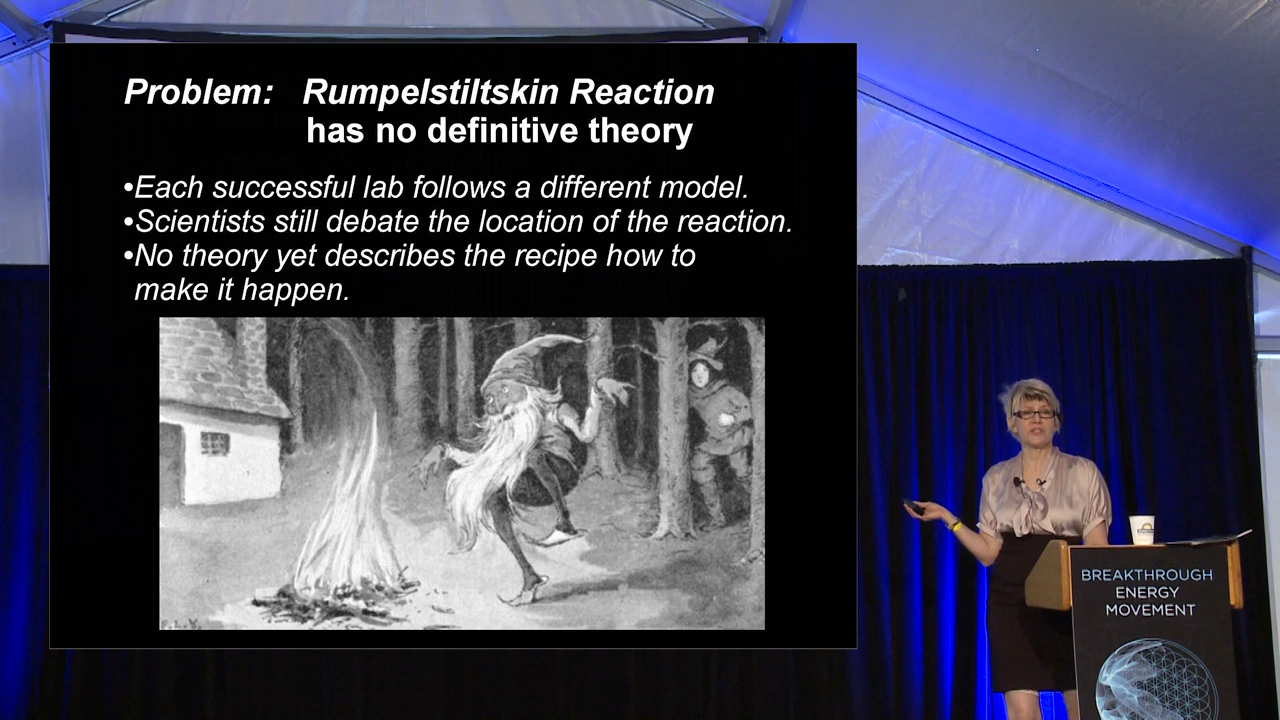 Problem: Rumpelstiltskin Reaction
has no definitive theory
•Each successful lab follows a different model.
•Scientists still debate the location of the reaction.
•No theory yet describes the recipe how to
make it happen.
BREAKTHROUGH
ENERGY
MOVEMENT